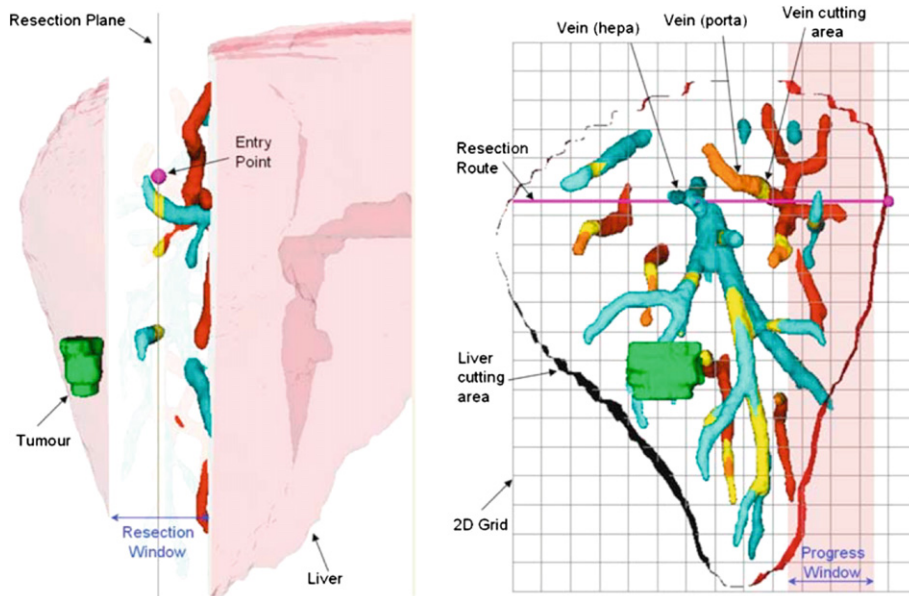 Resection Plane
Entry
Point
Tumour
Resection
Window
Liver
Vein (hepa)
Vein (porta)
Vein cutting
area
Resection
Route
Liver
cutting
area
2D Grid
Progress
Window